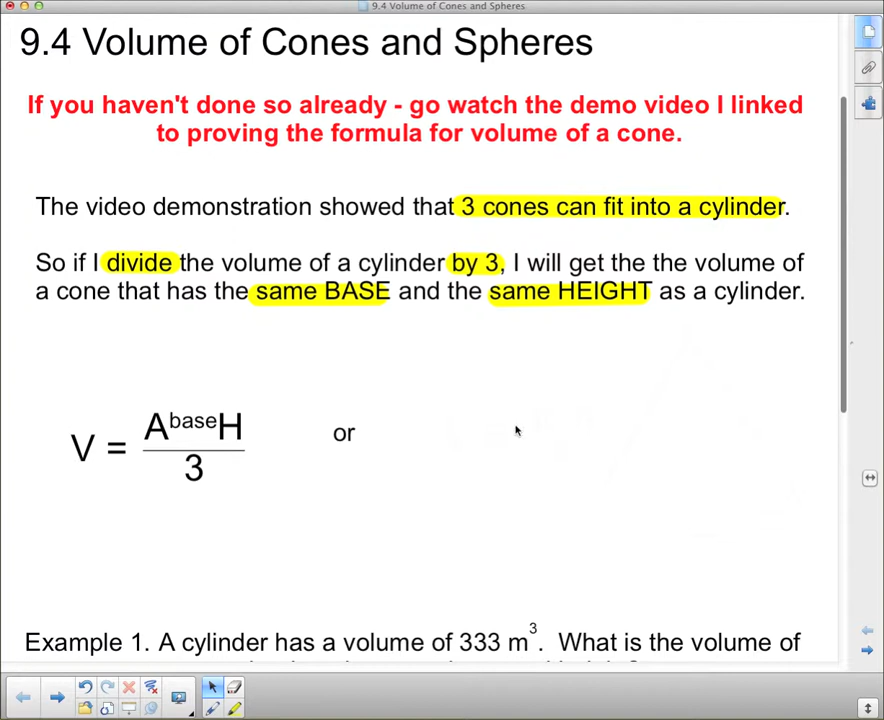 9.4 Volume of Cones and Spheres
9.4 Volume of Cones and Spheres
If you haven't done so already - go watch the demo video I linked
to proving the formula for volume of a cone.
The video demonstration showed that 3 cones can fit into a cylinder.
So if I divide the volume of a cylinder by 3, I will get the the volume of
a cone that has the same BASE and the same HEIGHT as a cylinder.
V = A^base H / 3 or
Example 1. A cylinder has a volume of 333 m³. What is the volume of